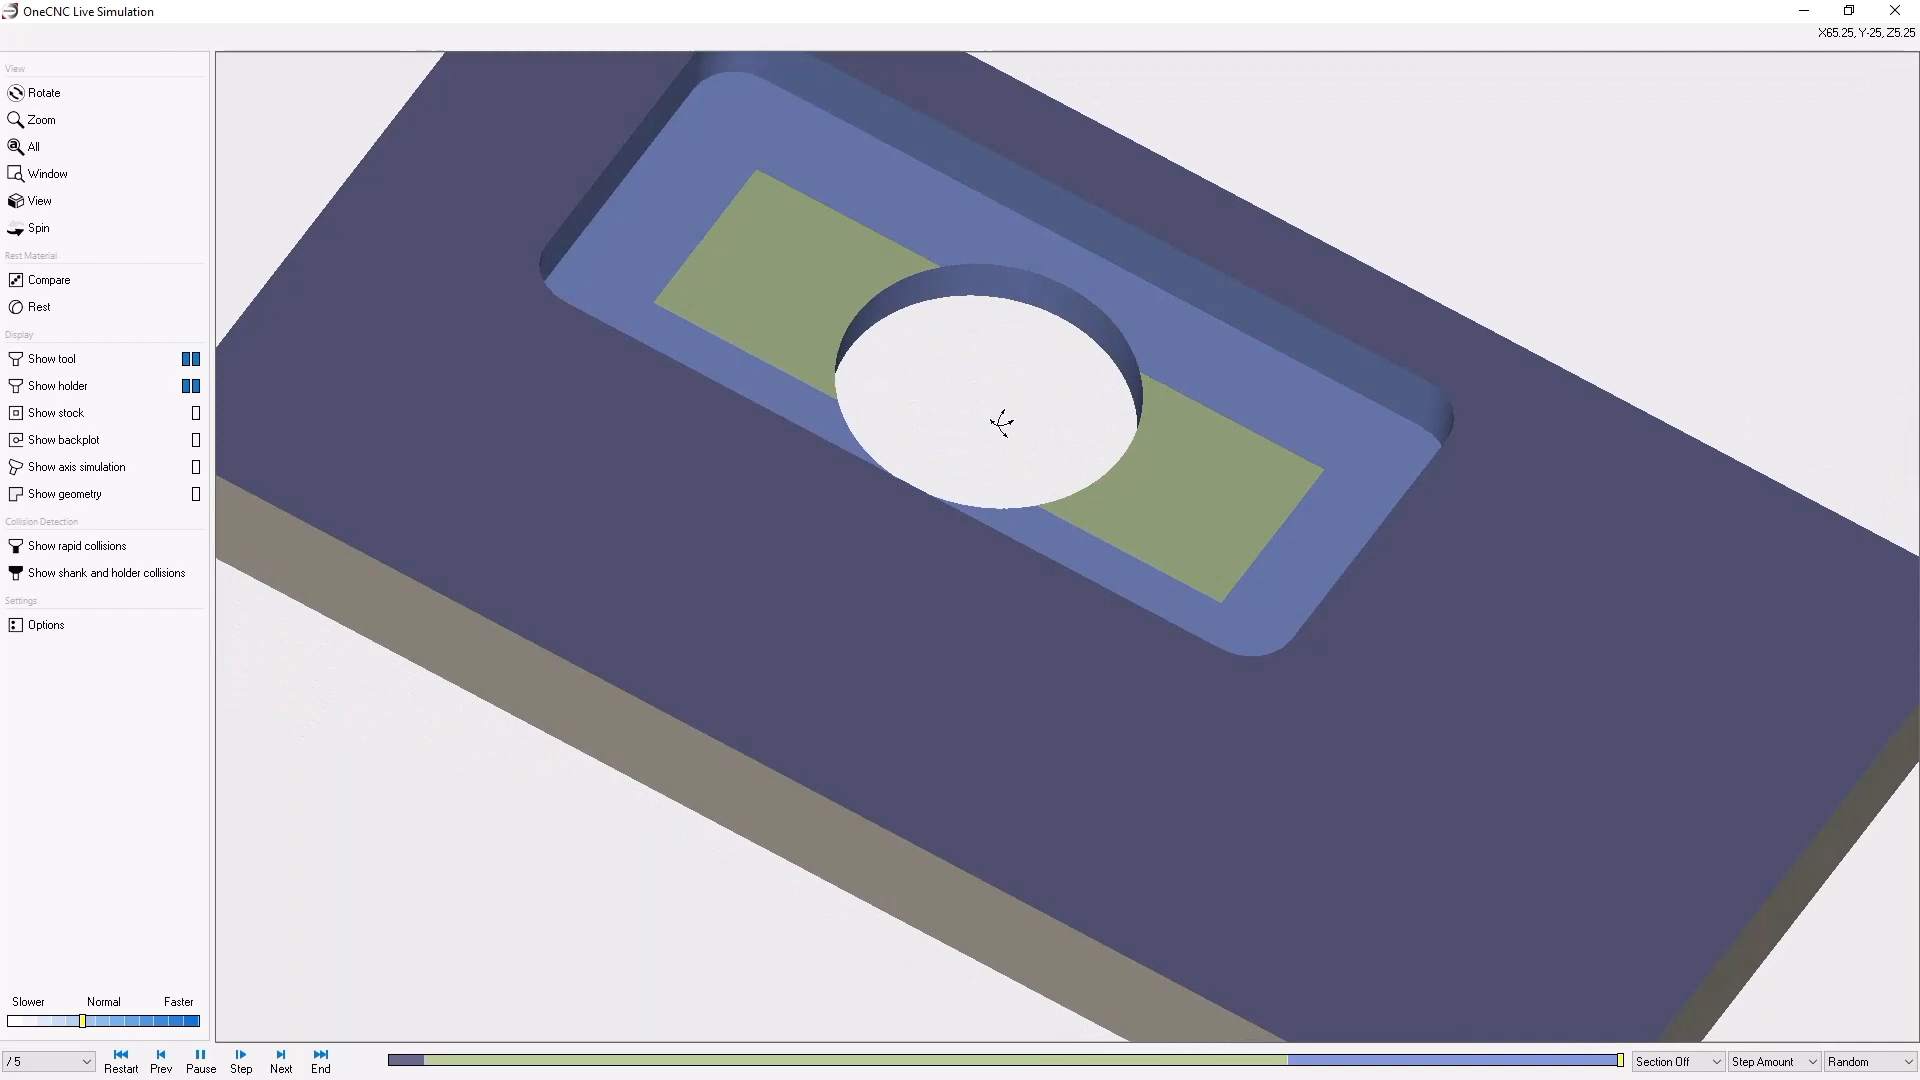 OneCNC Live Simulation
X65.25, Y-25, Z5.25
View
Rotate
Zoom
All
Window
View
Spin
Rest Material
Compare
Rest
Display
Show tool
Show holder
Show stock
Show backplot
Show axis simulation
Show geometry
Collision Detection
Show rapid collisions
Show shank and holder collisions
Settings
Options
Slower Normal Faster
/ 5 Restart Prev Pause Step Next End Section Off Step Amount Random